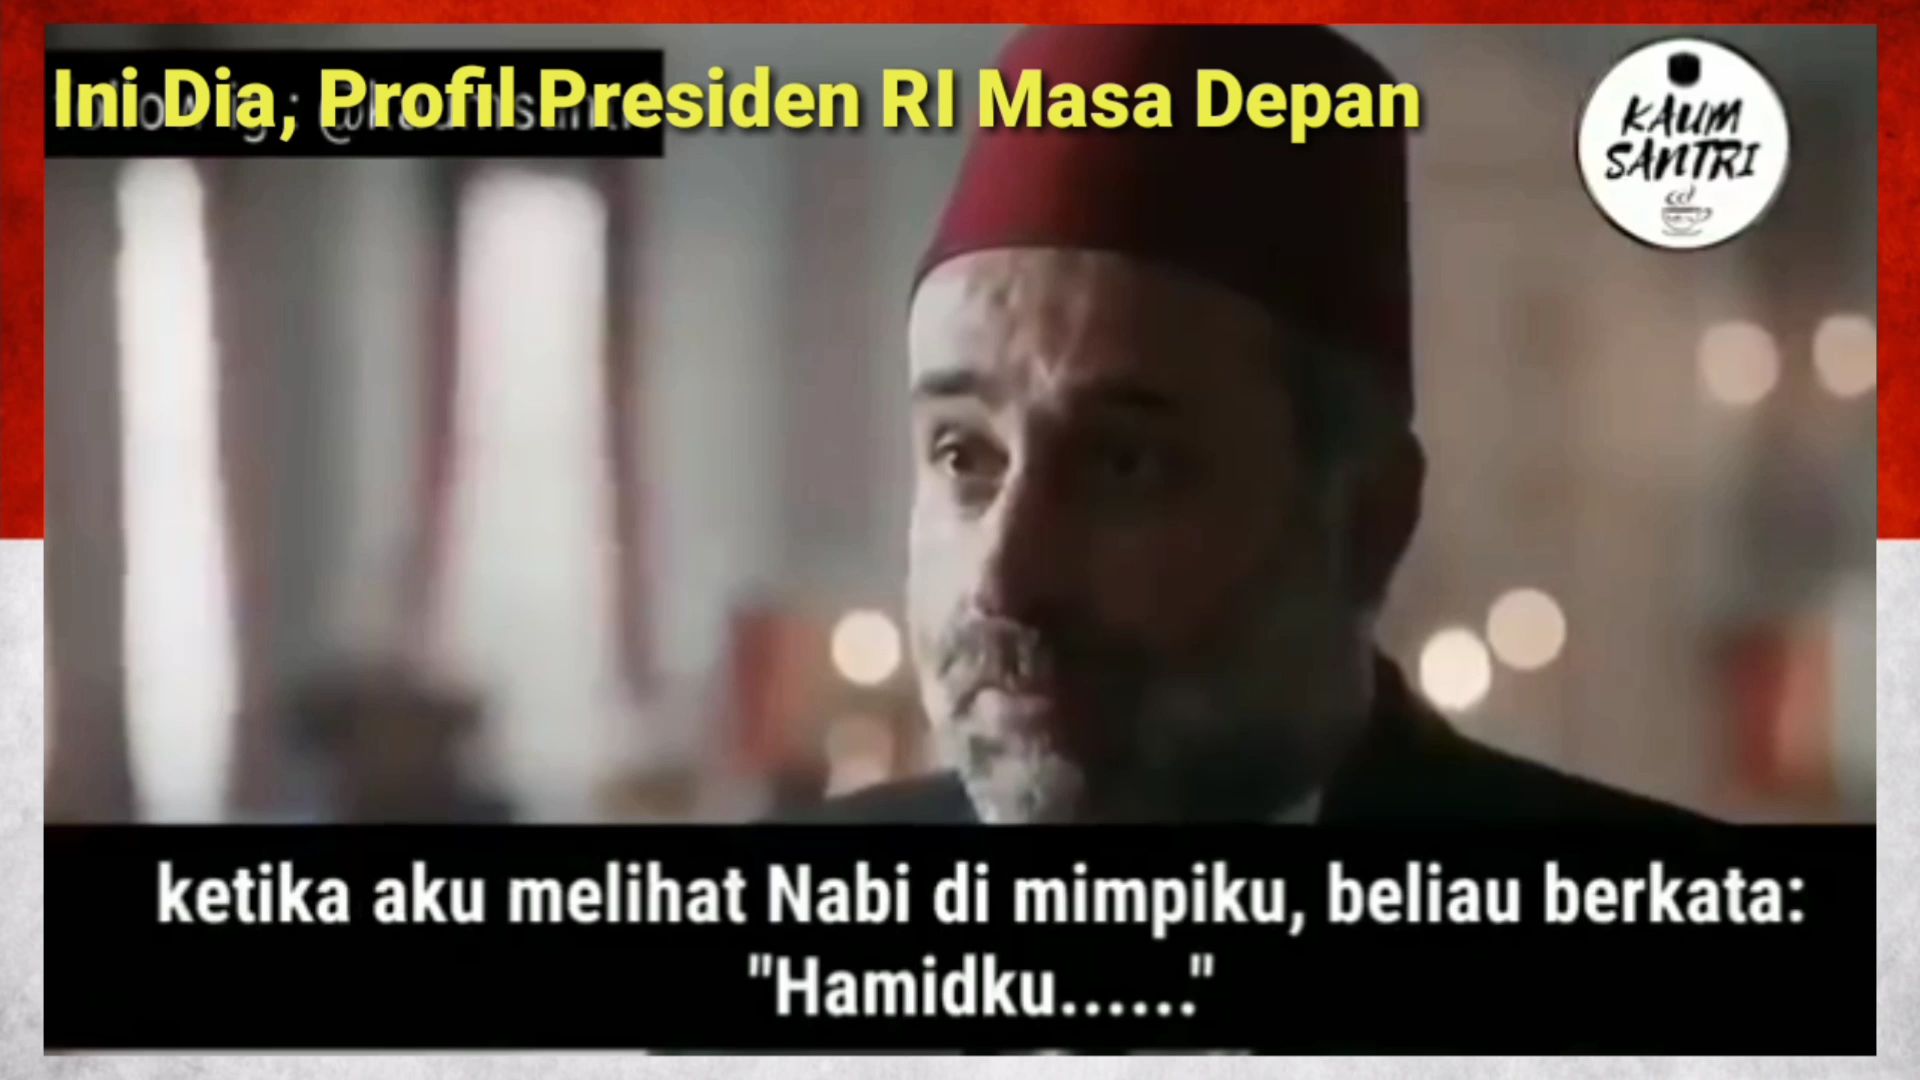 Ini Dia, Profil Presiden RI Masa Depan
KAUM
SANTRI
ketika aku melihat Nabi di mimpiku, beliau berkata:
"Hamidku......"